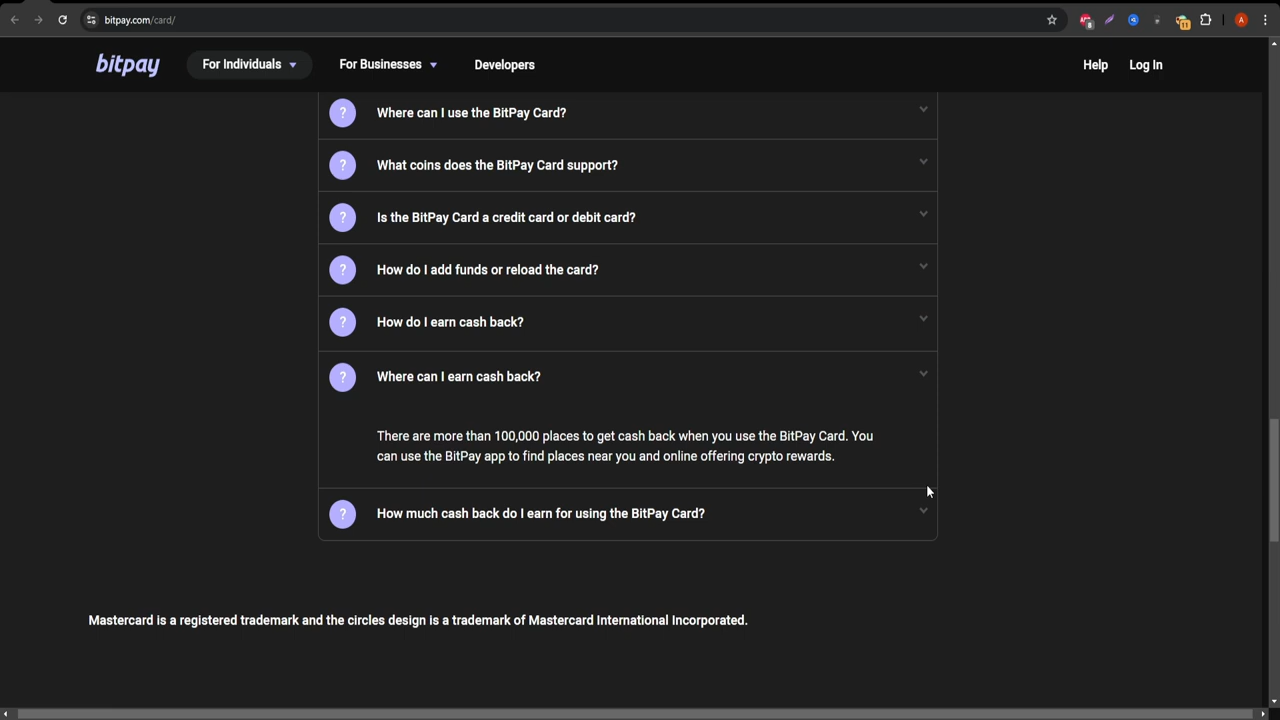 bitpay.com/card/
11
A
bitpay
For Individuals
For Businesses
Developers
Help
Log In
? Where can I use the BitPay Card?
? What coins does the BitPay Card support?
? Is the BitPay Card a credit card or debit card?
? How do I add funds or reload the card?
? How do I earn cash back?
? Where can I earn cash back?
There are more than 100,000 places to get cash back when you use the BitPay Card. You
can use the BitPay app to find places near you and online offering crypto rewards.
? How much cash back do I earn for using the BitPay Card?
Mastercard is a registered trademark and the circles design is a trademark of Mastercard International Incorporated.